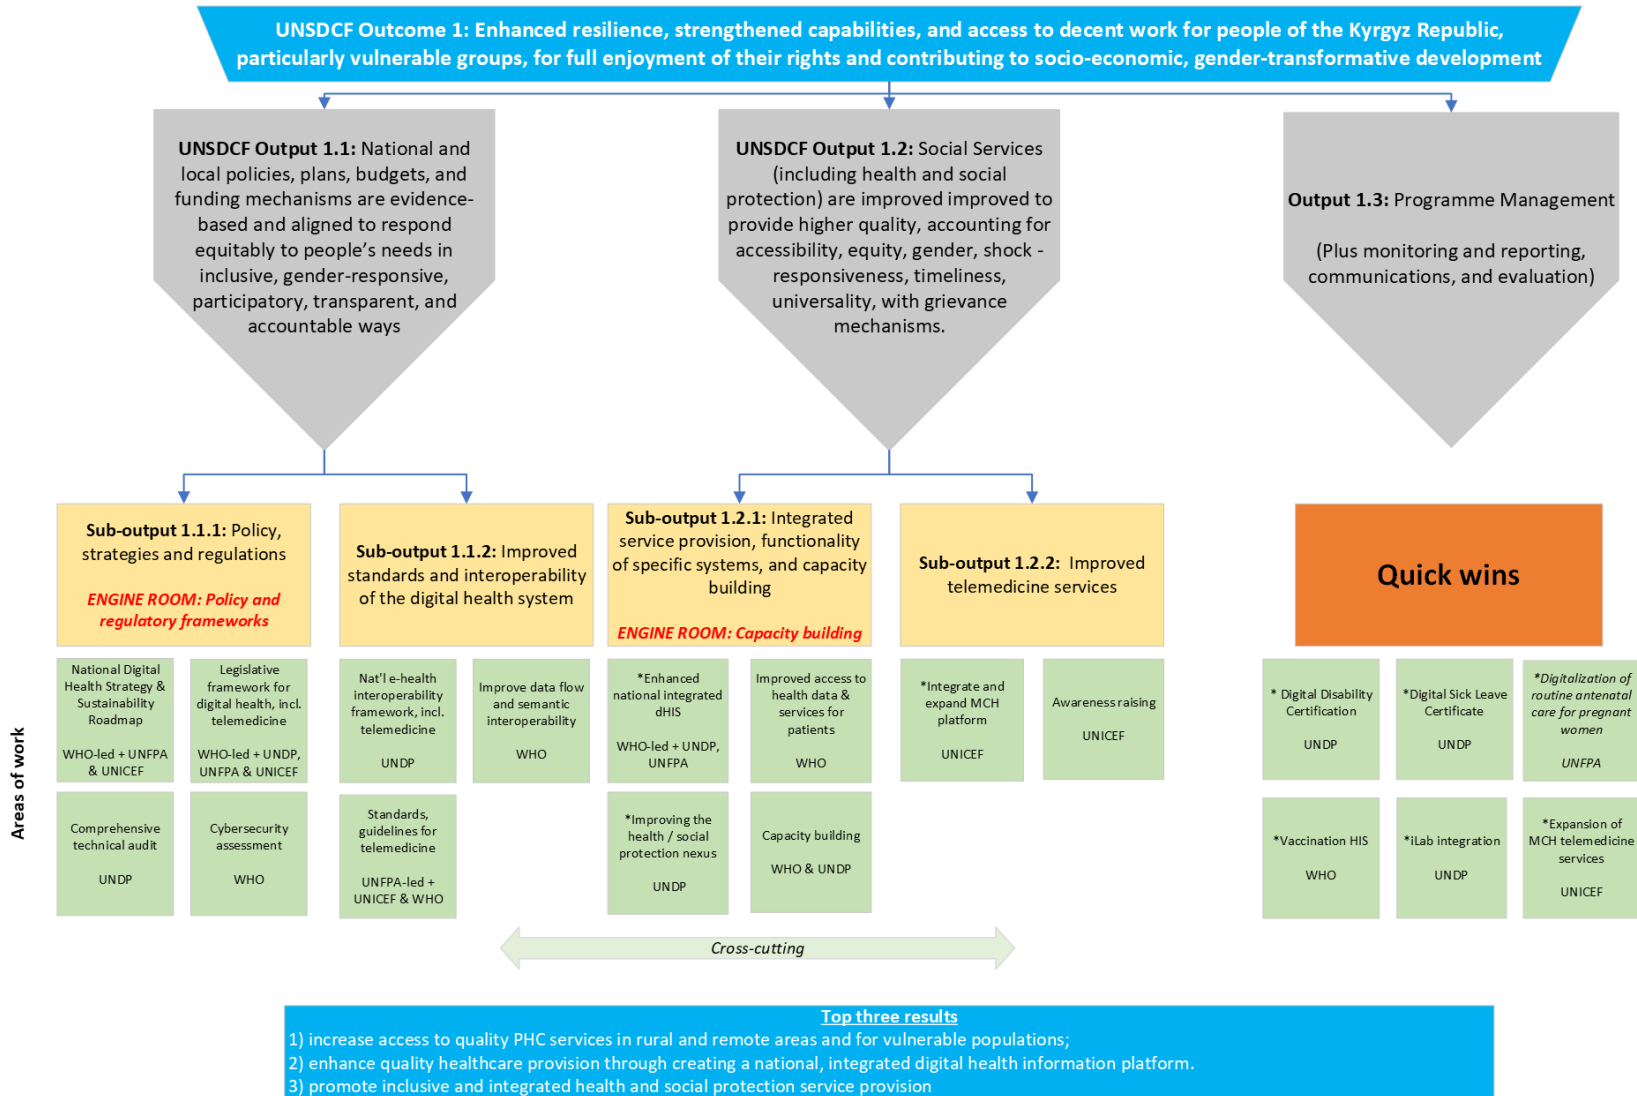 UNSDCF Outcome 1: Enhanced resilience, strengthened capabilities, and access to decent work for people of the Kyrgyz Republic,
particularly vulnerable groups, for full enjoyment of their rights and contributing to socio-economic, gender-transformative development
UNSDCF Output 1.1: National and
local policies, plans, budgets, and
funding mechanisms are evidence-
based and aligned to respond
equitably to people's needs in
inclusive, gender-responsive,
participatory, transparent, and
accountable ways
UNSDCF Output 1.2: Social Services
(including health and social
protection) are improved improved to
provide higher quality, accounting for
accessibility, equity, gender, shock -
responsiveness, timeliness,
universality, with grievance
mechanisms.
Output 1.3: Programme Management
(Plus monitoring and reporting,
communications, and evaluation)
Sub-output 1.1.1: Policy,
strategies and regulations
ENGINE ROOM: Policy and
regulatory frameworks
Sub-output 1.1.2: Improved
standards and interoperability
of the digital health system
Sub-output 1.2.1: Integrated
service provision, functionality
of specific systems, and capacity
building
ENGINE ROOM: Capacity building
Sub-output 1.2.2: Improved
telemedicine services
Quick wins
Areas of work
National Digital
Health Strategy &
Sustainability
Roadmap
WHO-led + UNFPA
& UNICEF
Legislative
framework for
digital health, incl.
telemedicine
WHO-led + UNDP,
UNFPA & UNICEF
Nat'l e-health
interoperability
framework, incl.
telemedicine
UNDP
Improve data flow
and semantic
interoperability
WHO
*Enhanced
national integrated
dHIS
WHO-led + UNDP,
UNFPA
Improved access to
health data &
services for
patients
WHO
*Integrate and
expand MCH
platform
UNICEF
Awareness raising
UNICEF
* Digital Disability
Certification
UNDP
*Digital Sick Leave
Certificate
UNDP
*Digitalization of
routine antenatal
care for pregnant
women
UNFPA
Comprehensive
technical audit
UNDP
Cybersecurity
assessment
WHO
Standards,
guidelines for
telemedicine
UNFPA-led +
UNICEF & WHO
*Improving the
health / social
protection nexus
UNDP
Capacity building
WHO & UNDP
*Vaccination HIS
WHO
*iLab integration
UNDP
*Expansion of
MCH telemedicine
services
UNICEF
Cross-cutting
Top three results
1) increase access to quality PHC services in rural and remote areas and for vulnerable populations;
2) enhance quality healthcare provision through creating a national, integrated digital health information platform.
3) promote inclusive and integrated health and social protection service provision